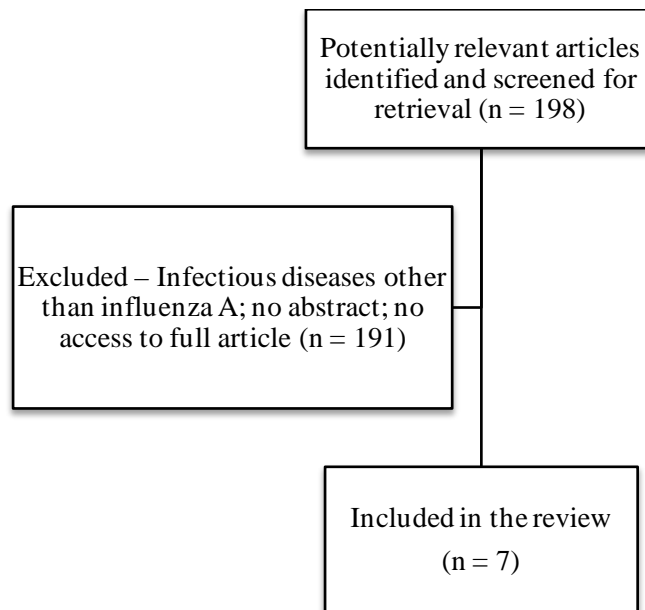 Potentially relevant articles
identified and screened for
retrieval (n = 198)
Excluded – Infectious diseases other
than influenza A; no abstract; no
access to full article (n = 191)
Included in the review
(n = 7)